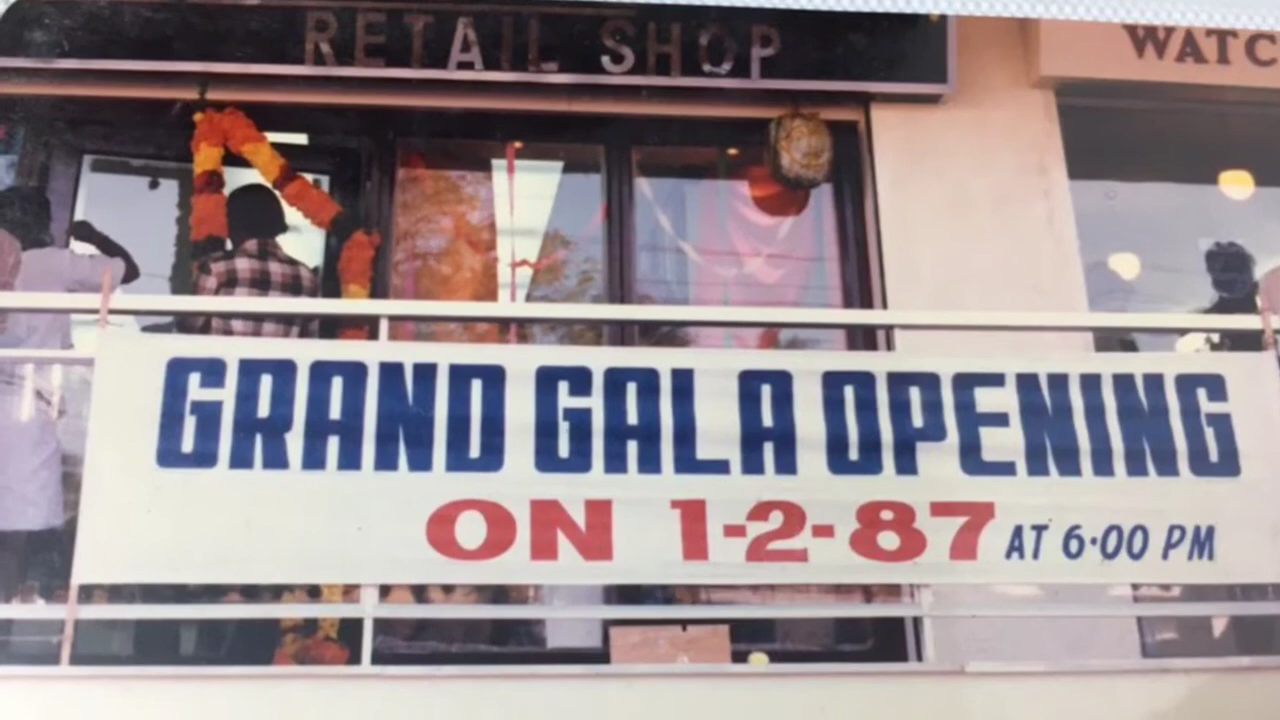 RETAIL SHOP
WATC
GRAND GALA OPENING
ON 1-2-87 AT 6·00 PM